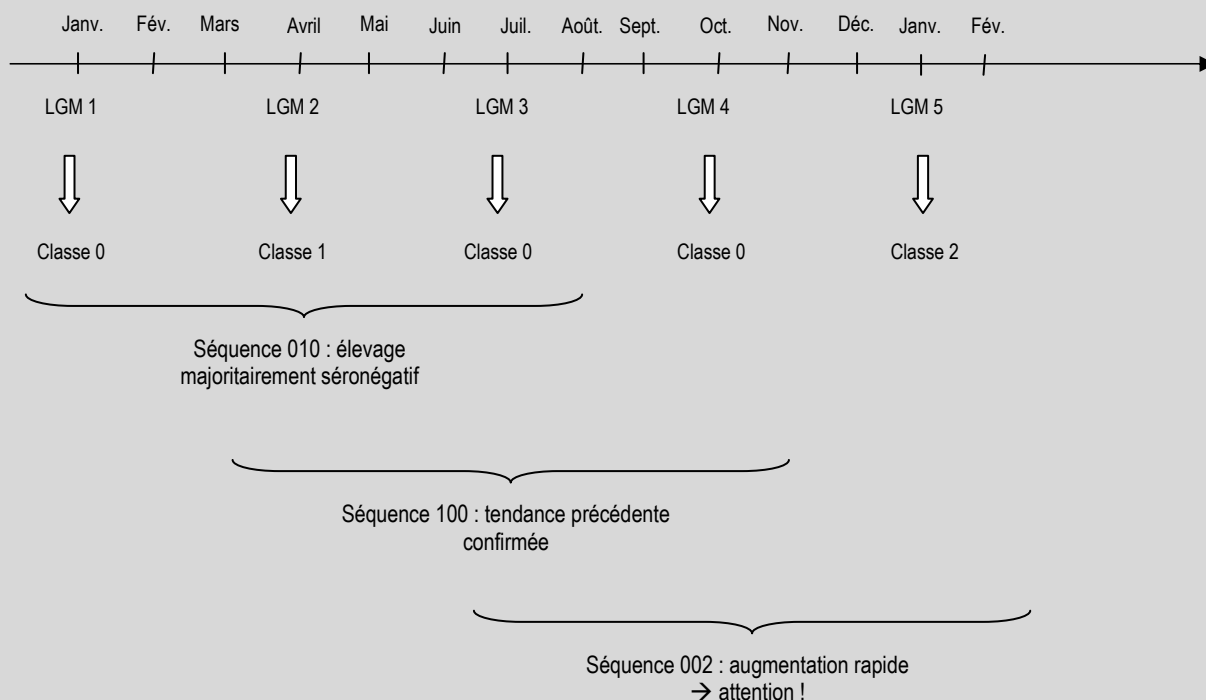 Janv. Fév. Mars Avril Mai Juin Juil. Août. Sept. Oct. Nov. Déc. Janv. Fév.
LGM 1 LGM 2 LGM 3 LGM 4 LGM 5
Classe 0 Classe 1 Classe 0 Classe 0 Classe 2
Séquence 010 : élevage
majoritairement séronégatif
Séquence 100 : tendance précédente
confirmée
Séquence 002 : augmentation rapide
→ attention !